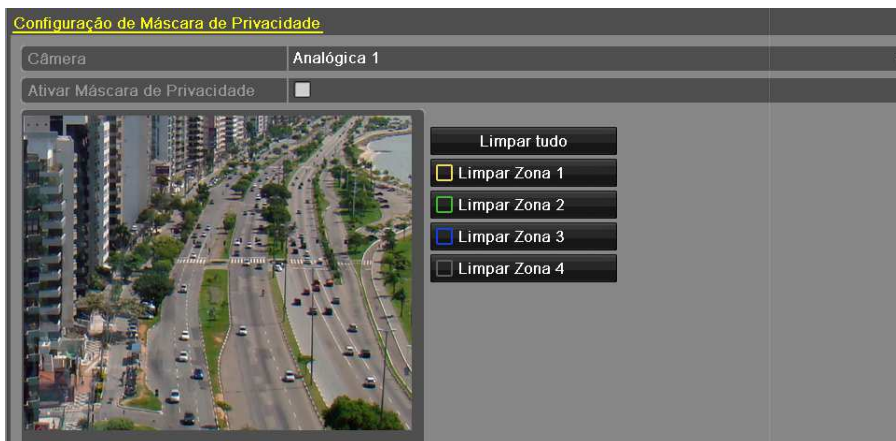 Configuração de Máscara de Privacidade
Câmera
Analógica 1
Ativar Máscara de Privacidade
Limpar tudo
Limpar Zona 1
Limpar Zona 2
Limpar Zona 3
Limpar Zona 4